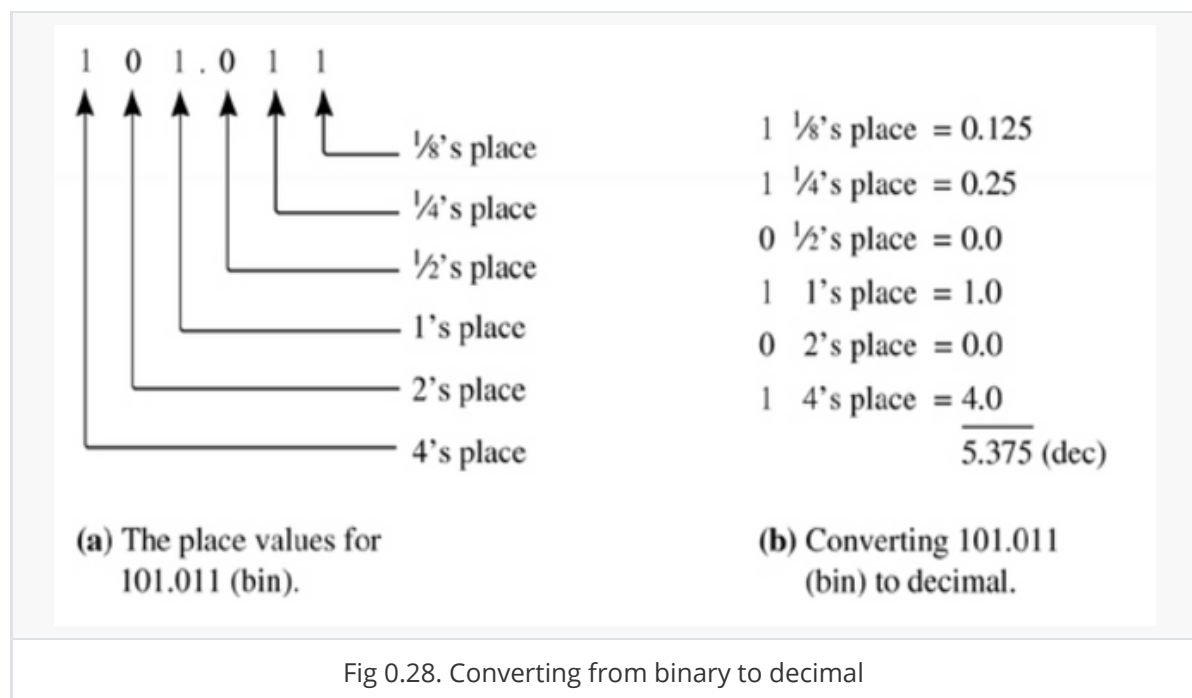 1 0 1 . 0 1 1
⅛’s place
¼’s place
½’s place
1’s place
2’s place
4’s place
(a) The place values for
101.011 (bin).
1 ⅛’s place = 0.125
1 ¼’s place = 0.25
0 ½’s place = 0.0
1 1’s place = 1.0
0 2’s place = 0.0
1 4’s place = 4.0
5.375 (dec)
(b) Converting 101.011
(bin) to decimal.
Fig 0.28. Converting from binary to decimal